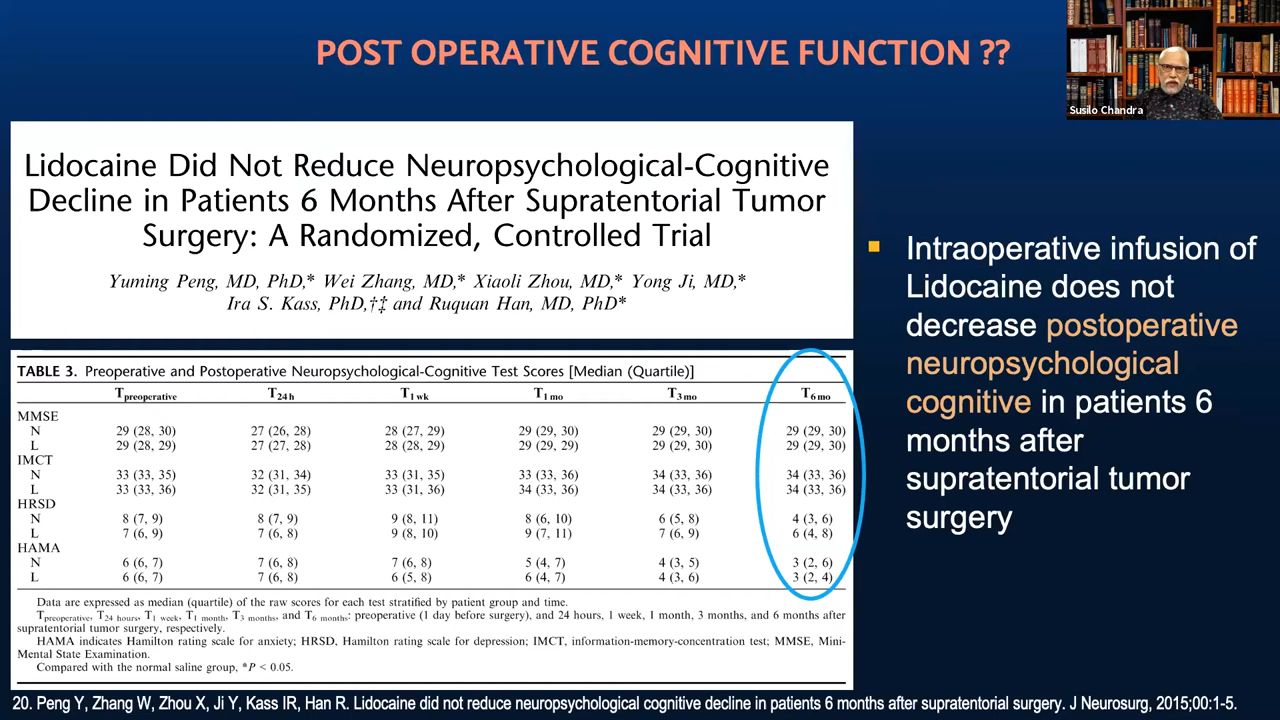 POST OPERATIVE COGNITIVE FUNCTION ??
Susilo Chandra
Lidocaine Did Not Reduce Neuropsychological-Cognitive
Decline in Patients 6 Months After Supratentorial Tumor
Surgery: A Randomized, Controlled Trial
Yuming Peng, MD, PhD,* Wei Zhang, MD,* Xiaoli Zhou, MD,* Yong Ji, MD,*
Ira S. Kass, PhD,†‡ and Ruquan Han, MD, PhD*
TABLE 3. Preoperative and Postoperative Neuropsychological-Cognitive Test Scores [Median (Quartile)]
Tpreoperative T24 h T1 wk T1 mo T3 mo T6 mo
MMSE
N 29 (28, 30) 27 (26, 28) 28 (27, 29) 29 (29, 30) 29 (29, 30) 29 (29, 30)
L 29 (28, 29) 27 (27, 28) 28 (28, 29) 29 (29, 29) 29 (29, 30) 29 (29, 30)
IMCT
N 33 (33, 35) 32 (31, 34) 33 (31, 35) 33 (33, 36) 34 (33, 36) 34 (33, 36)
L 33 (33, 36) 32 (31, 35) 33 (31, 36) 34 (33, 36) 34 (33, 36) 34 (33, 36)
HRSD
N 8 (7, 9) 8 (7, 9) 9 (8, 11) 8 (6, 10) 6 (5, 8) 4 (3, 6)
L 7 (6, 9) 7 (6, 8) 9 (8, 10) 9 (7, 11) 7 (6, 9) 6 (4, 8)
HAMA
N 6 (6, 7) 7 (6, 8) 7 (6, 8) 5 (4, 7) 4 (3, 5) 3 (2, 6)
L 6 (6, 7) 7 (6, 8) 6 (5, 8) 6 (4, 7) 4 (3, 6) 3 (2, 4)
Data are expressed as median (quartile) of the raw scores for each test stratified by patient group and time.
Tpreoperative, T24 hours, T1 week, T1 month, T3 months, and T6 months: preoperative (1 day before surgery), and 24 hours, 1 week, 1 month, 3 months, and 6 months after
supratentorial tumor surgery, respectively.
HAMA indicates Hamilton rating scale for anxiety; HRSD, Hamilton rating scale for depression; IMCT, information-memory-concentration test; MMSE, Mini-
Mental State Examination.
Compared with the normal saline group, *P < 0.05.
Intraoperative infusion of
Lidocaine does not
decrease postoperative
neuropsychological
cognitive in patients 6
months after
supratentorial tumor
surgery
20. Peng Y, Zhang W, Zhou X, Ji Y, Kass IR, Han R. Lidocaine did not reduce neuropsychological cognitive decline in patients 6 months after supratentorial surgery. J Neurosurg, 2015;00:1-5.